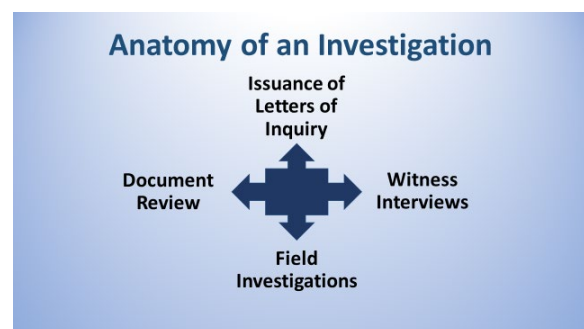 Anatomy of an Investigation
Issuance of
Letters of
Inquiry
Document
Review
Witness
Interviews
Field
Investigations